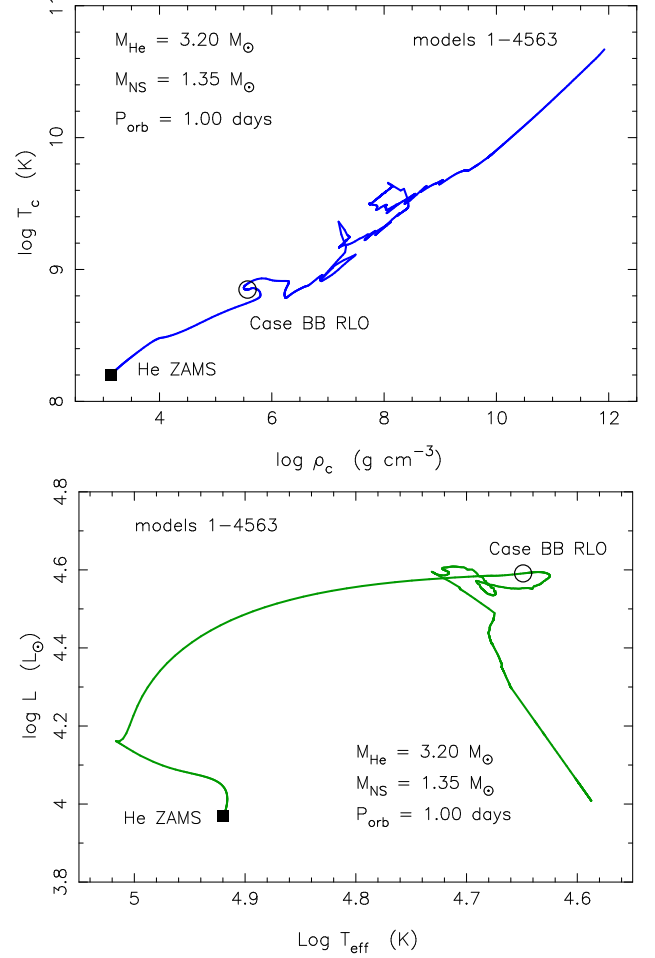 11
M_He = 3.20 M_⊙
models 1−4563
M_NS = 1.35 M_⊙
P_orb = 1.00 days
10
log T_c (K)
9
Case BB RLO
He ZAMS
8
4 6 8 10 12
log ρ_c (g cm^−3)
4.8
models 1−4563
Case BB RLO
4.6
4.4
log L (L_⊙)
4.2
M_He = 3.20 M_⊙
M_NS = 1.35 M_⊙
He ZAMS
P_orb = 1.00 days
4
3.8
5 4.9 4.8 4.7 4.6
Log T_eff (K)